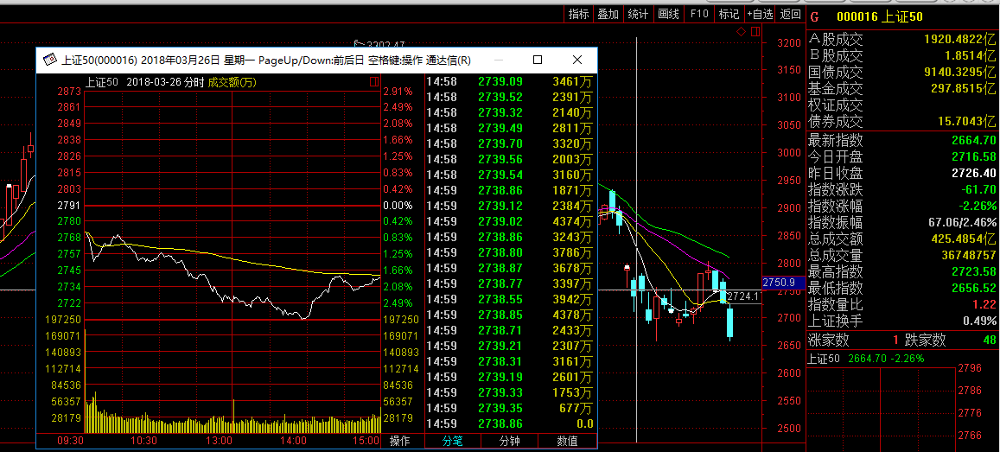 指标 叠加 统计 画线 F10 标记 +自选 返回
G 000016 上证50
3302.47
上证50(000016) 2018年03月26日 星期一 PageUp/Down:前后日 空格键:操作 通达信(R)
上证50 2018-03-26 分时 成交额(万)
2873 2.91%
2861 2.49%
2849 2.08%
2838 1.66%
2826 1.25%
2815 0.83%
2803 0.42%
2791 0.00%
2780 0.42%
2768 0.83%
2757 1.25%
2745 1.66%
2734 2.08%
2722 2.49%
197250 197250
169071 169071
140893 140893
112714 112714
84536 84536
56357 56357
28179 28179
09:30 10:30 13:00 14:00 15:00 操作
14:58 2739.09 3461万
14:58 2739.52 2391万
14:58 2739.32 2140万
14:58 2739.49 2811万
14:58 2739.70 3320万
14:58 2739.56 2003万
14:58 2739.54 3160万
14:59 2738.86 1871万
14:59 2739.12 2384万
14:59 2739.02 4374万
14:59 2738.86 3243万
14:59 2738.80 3786万
14:59 2738.87 3678万
14:59 2738.77 3397万
14:59 2738.55 3942万
14:59 2738.85 4378万
14:59 2738.71 2433万
14:59 2739.21 2307万
14:59 2738.31 3161万
14:59 2739.19 2601万
14:59 2739.33 1753万
14:59 2739.35 677万
14:59 2738.86 0.0
分笔 分钟 数值
3200
3150
3100
3050
3000
2950
2900
2850
2800
2750.9
2750
2724.1
2700
2650
2600
2550
2500
A股成交 1920.4822亿
B股成交 1.8514亿
国债成交 9140.3295亿
基金成交 297.8515亿
权证成交
债券成交 15.7043亿
最新指数 2664.70
今日开盘 2716.58
昨日收盘 2726.40
指数涨跌 -61.70
指数涨幅 -2.26%
指数振幅 67.06/2.46%
总成交额 425.4854亿
总成交量 36748757
最高指数 2723.58
最低指数 2656.52
指数量比 1.22
上证换手 0.49%
涨家数 1 跌家数 48
上证50 2664.70 -2.26%
2796
2786
2776
2766